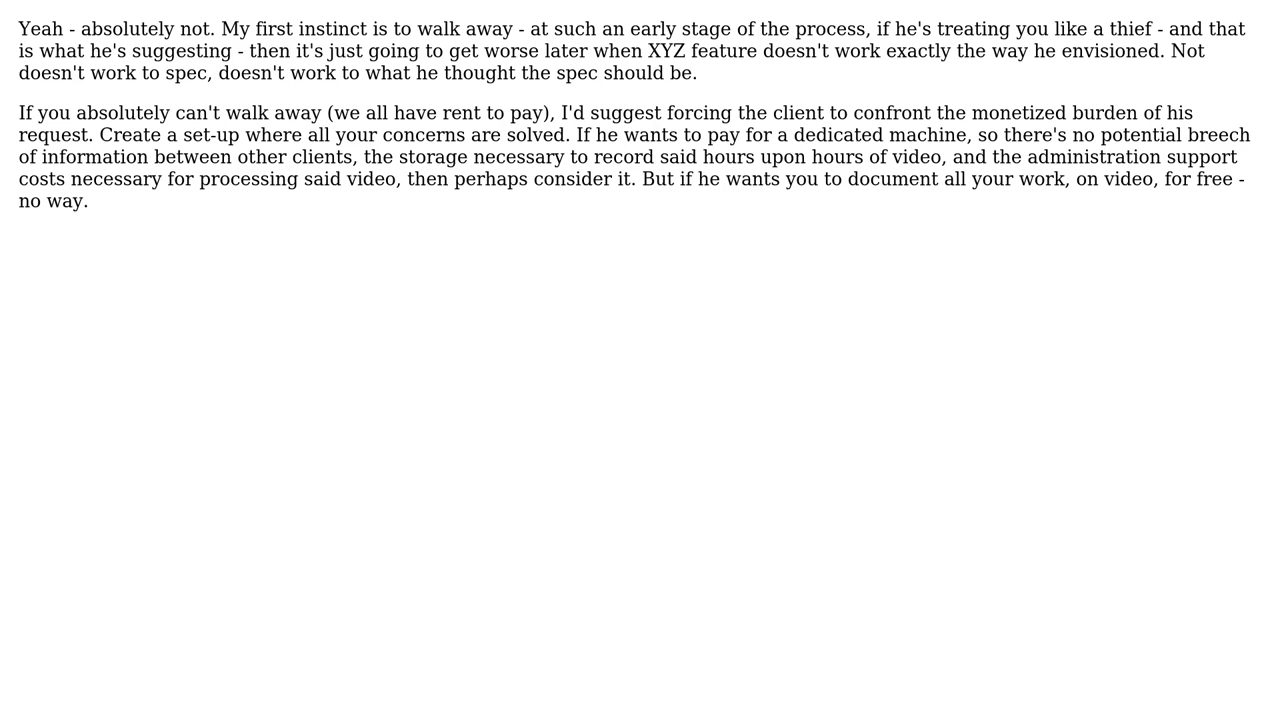 Yeah - absolutely not. My first instinct is to walk away - at such an early stage of the process, if he's treating you like a thief - and that
is what he's suggesting - then it's just going to get worse later when XYZ feature doesn't work exactly the way he envisioned. Not
doesn't work to spec, doesn't work to what he thought the spec should be.
If you absolutely can't walk away (we all have rent to pay), I'd suggest forcing the client to confront the monetized burden of his
request. Create a set-up where all your concerns are solved. If he wants to pay for a dedicated machine, so there's no potential breech
of information between other clients, the storage necessary to record said hours upon hours of video, and the administration support
costs necessary for processing said video, then perhaps consider it. But if he wants you to document all your work, on video, for free -
no way.